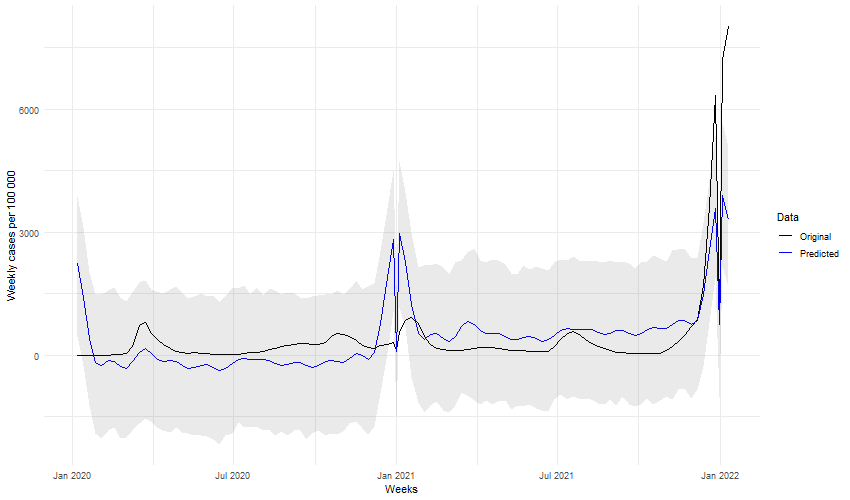 6000
3000
0
Weekly cases per 100 000
Jan 2020
Jul 2020
Jan 2021
Jul 2021
Jan 2022
Weeks
Data
Original
Predicted